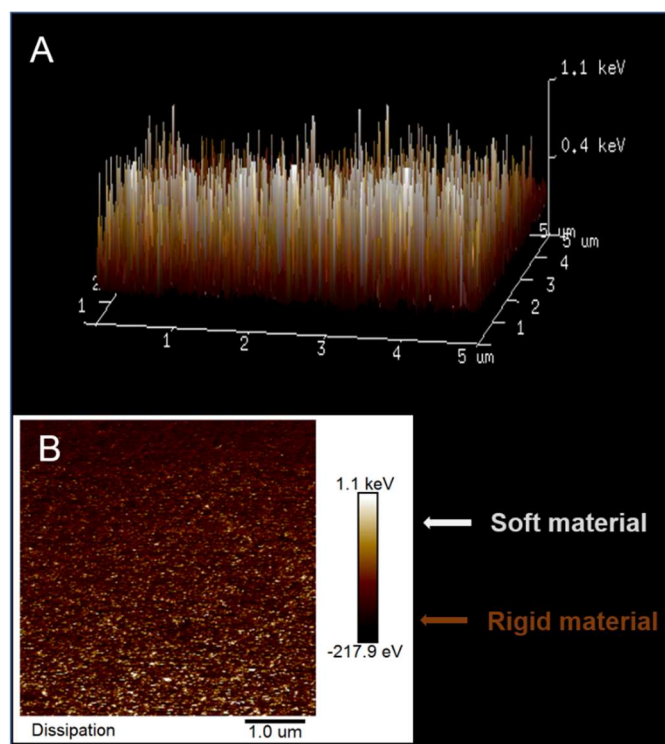 A
1.1 keV
0.4 keV
5 um
5 um
4
3
2
1
2
1
1
2
3
4
5 um
B
1.1 keV
-217.9 eV
Soft material
Rigid material
Dissipation
1.0 um